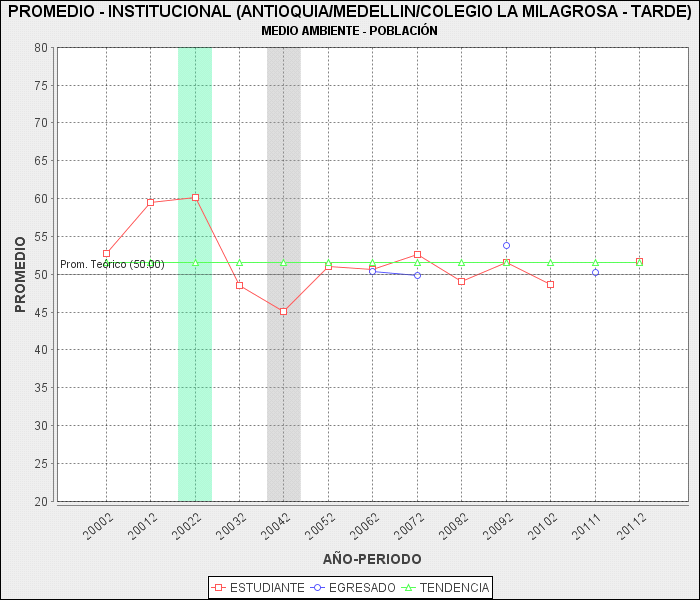 PROMEDIO - INSTITUCIONAL (ANTIOQUIA/MEDELLIN/COLEGIO LA MILAGROSA - TARDE)
MEDIO AMBIENTE - POBLACIÓN
PROMEDIO
80
75
70
65
60
55
50
45
40
35
30
25
20
Prom. Teórico (50.00)
20002 20012 20022 20032 20042 20052 20062 20072 20082 20092 20102 20111 20112
AÑO-PERIODO
ESTUDIANTE EGRESADO TENDENCIA